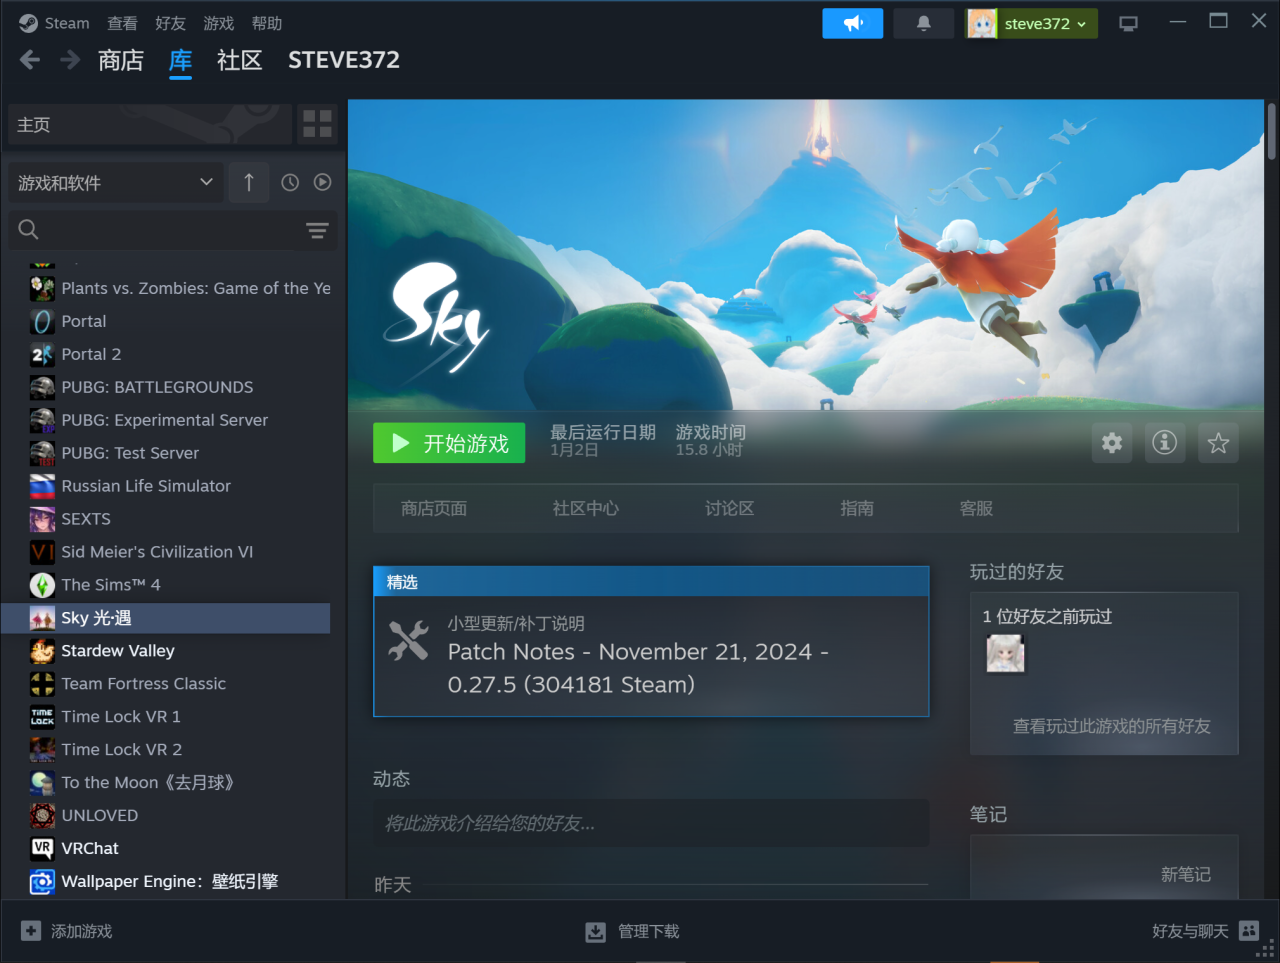 Steam 查看 好友 游戏 帮助
steve372
商店 库 社区 STEVE372
主页
游戏和软件
Plants vs. Zombies: Game of the Ye
Portal
Portal 2
PUBG: BATTLEGROUNDS
PUBG: Experimental Server
PUBG: Test Server
Russian Life Simulator
SEXTS
Sid Meier's Civilization VI
The Sims™ 4
Sky 光·遇
Stardew Valley
Team Fortress Classic
Time Lock VR 1
Time Lock VR 2
To the Moon《去月球》
UNLOVED
VRChat
Wallpaper Engine：壁纸引擎
Sky
开始游戏
最后运行日期
1月2日
游戏时间
15.8 小时
商店页面 社区中心 讨论区 指南 客服
精选
小型更新/补丁说明
Patch Notes - November 21, 2024 -
0.27.5 (304181 Steam)
动态
将此游戏介绍给您的好友...
昨天
玩过的好友
1 位好友之前玩过
查看玩过此游戏的所有好友
笔记
新笔记
添加游戏
管理下载
好友与聊天